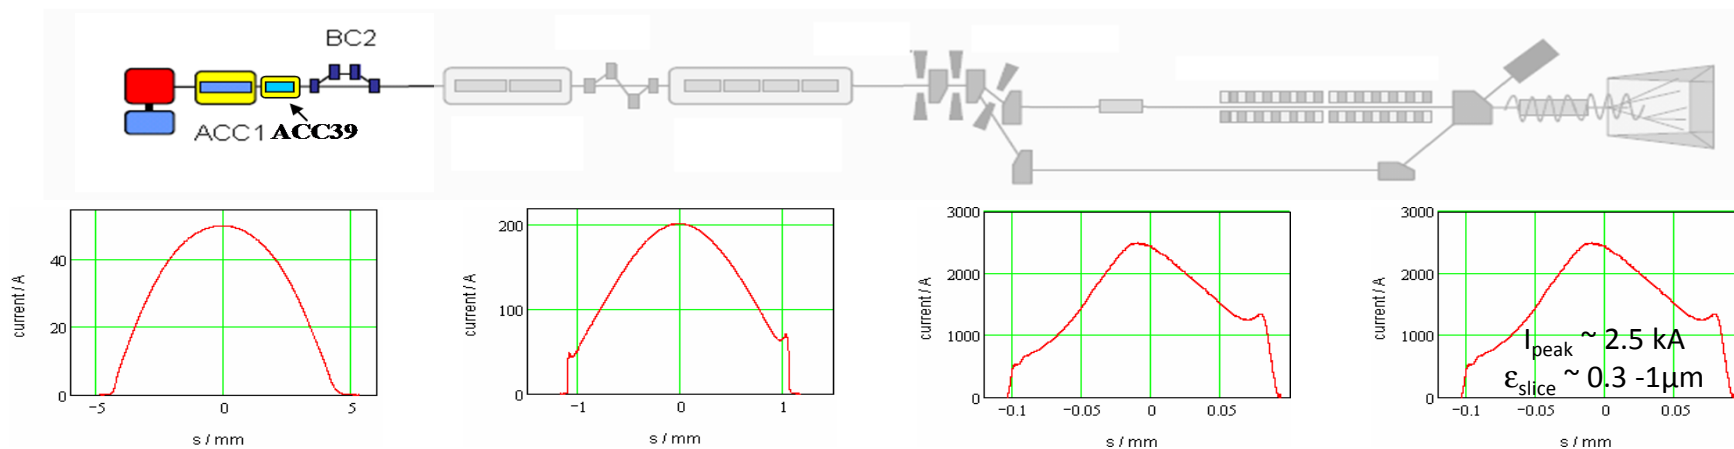 BC2
ACC1 ACC39
current / A
40
20
0
−5
0
5
s / mm
current / A
200
100
0
−1
0
1
s / mm
current / A
3000
2000
1000
0
−0.1
−0.05
0
0.05
s / mm
current / A
3000
2000
1000
0
I_peak ~ 2.5 kA
ε_slice ~ 0.3 -1µm
−0.1
−0.05
0
0.05
s / mm